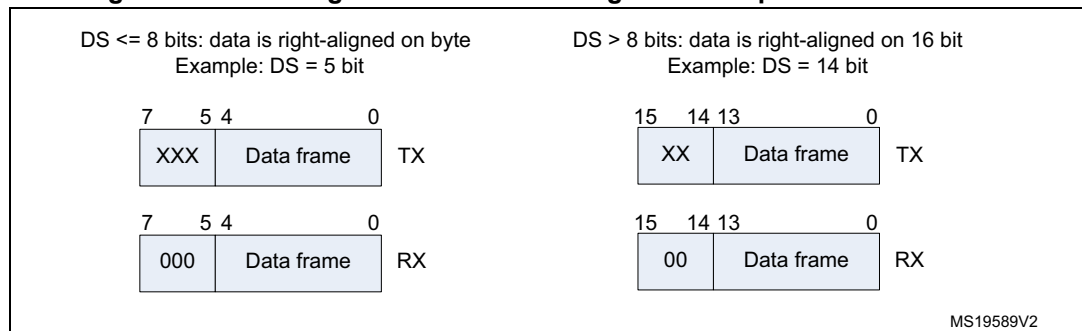 DS <= 8 bits: data is right-aligned on byte
Example: DS = 5 bit
7 5 4 0
XXX Data frame TX
7 5 4 0
000 Data frame RX
DS > 8 bits: data is right-aligned on 16 bit
Example: DS = 14 bit
15 14 13 0
XX Data frame TX
15 14 13 0
00 Data frame RX
MS19589V2